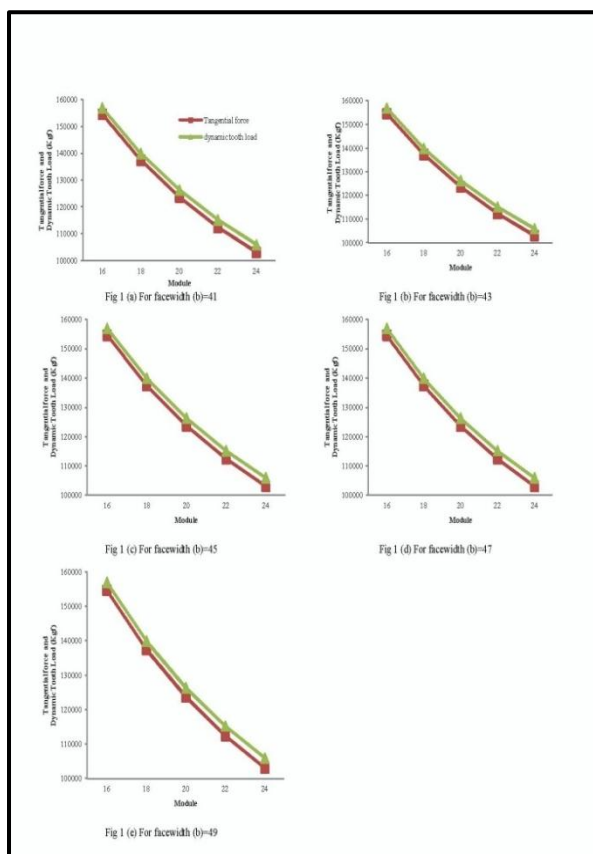 160000
150000
140000
130000
120000
110000
100000
Tangential force and
Dynamic Tooth Load (Kgf)
Tangential force
dynamic tooth load
16 18 20 22 24
Module
Fig 1 (a) For facewidth (b)=41
160000
150000
140000
130000
120000
110000
100000
Tangential force and
Dynamic Tooth Load (Kgf)
16 18 20 22 24
Module
Fig 1 (b) For facewidth (b)=43
160000
150000
140000
130000
120000
110000
100000
Tangential force and
Dynamic Tooth Load (Kgf)
16 18 20 22 24
Module
Fig 1 (c) For facewidth (b)=45
160000
150000
140000
130000
120000
110000
100000
Tangential force and
Dynamic Tooth Load (Kgf)
16 18 20 22 24
Module
Fig 1 (d) For facewidth (b)=47
160000
150000
140000
130000
120000
110000
100000
Tangential force and
Dynamic Tooth Load (Kgf)
16 18 20 22 24
Module
Fig 1 (e) For facewidth (b)=49